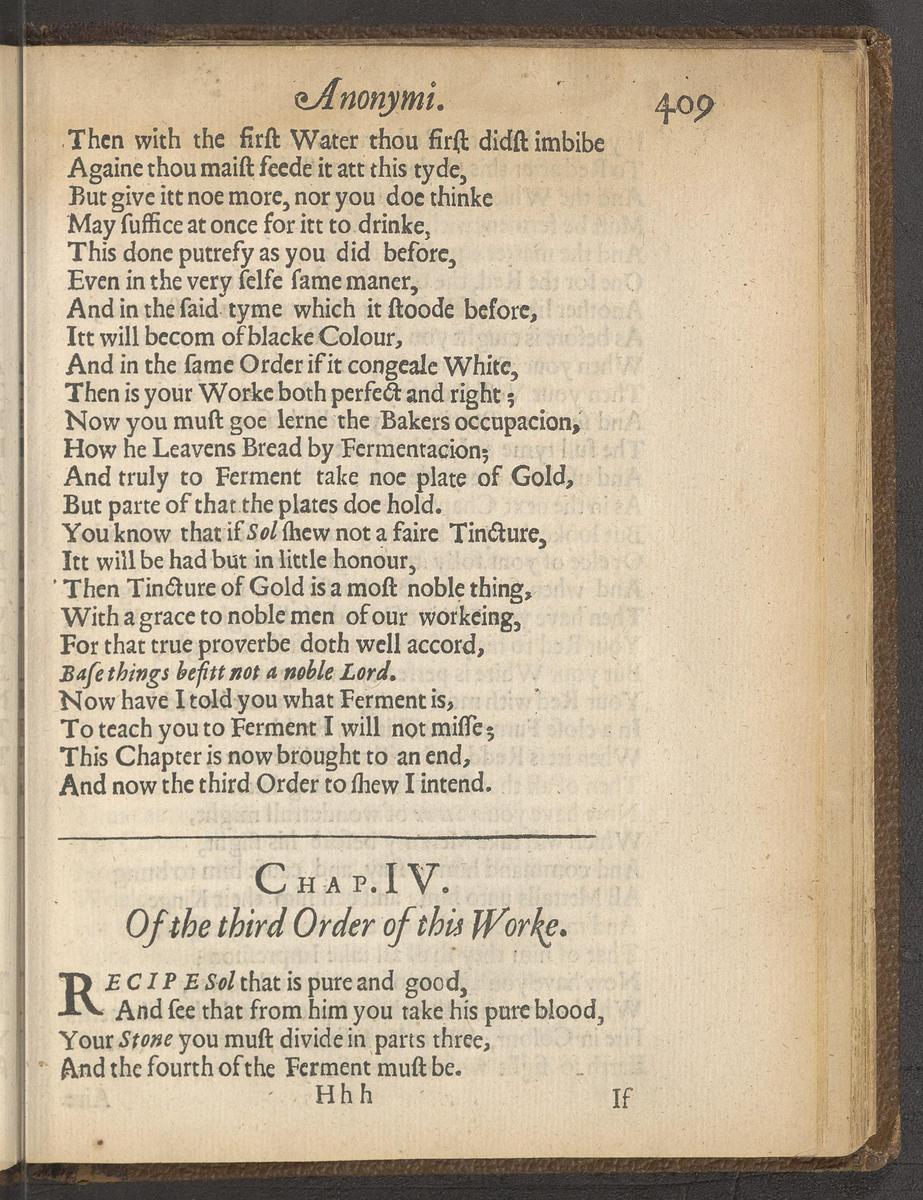 Anonymi. 409
Then with the firſt Water thou firſt didſt imbibe
Againe thou maiſt feede it att this tyde,
But give itt noe more, nor you doe thinke
May ſuffice at once for itt to drinke,
This done putrefy as you did before,
Even in the very ſelfe ſame maner,
And in the ſaid tyme which it ſtoode before,
Itt will becom of blacke Colour,
And in the ſame Order if it congeale White,
Then is your Worke both perfect and right;
Now you muſt goe lerne the Bakers occupacion,
How he Leavens Bread by Fermentacion;
And truly to Ferment take noe plate of Gold,
But parte of that the plates doe hold.
You know that if Sol ſhew not a faire Tincture,
Itt will be had but in little honour,
Then Tincture of Gold is a moſt noble thing,
With a grace to noble men of our workeing,
For that true proverbe doth well accord,
Baſe things befitt not a noble Lord.
Now have I told you what Ferment is,
To teach you to Ferment I will not miſſe;
This Chapter is now brought to an end,
And now the third Order to ſhew I intend.
CHAP. IV.
Of the third Order of this Worke.
RECIPE Sol that is pure and good,
And ſee that from him you take his pure blood,
Your Stone you muſt divide in parts three,
And the fourth of the Ferment muſt be.
Hhh If